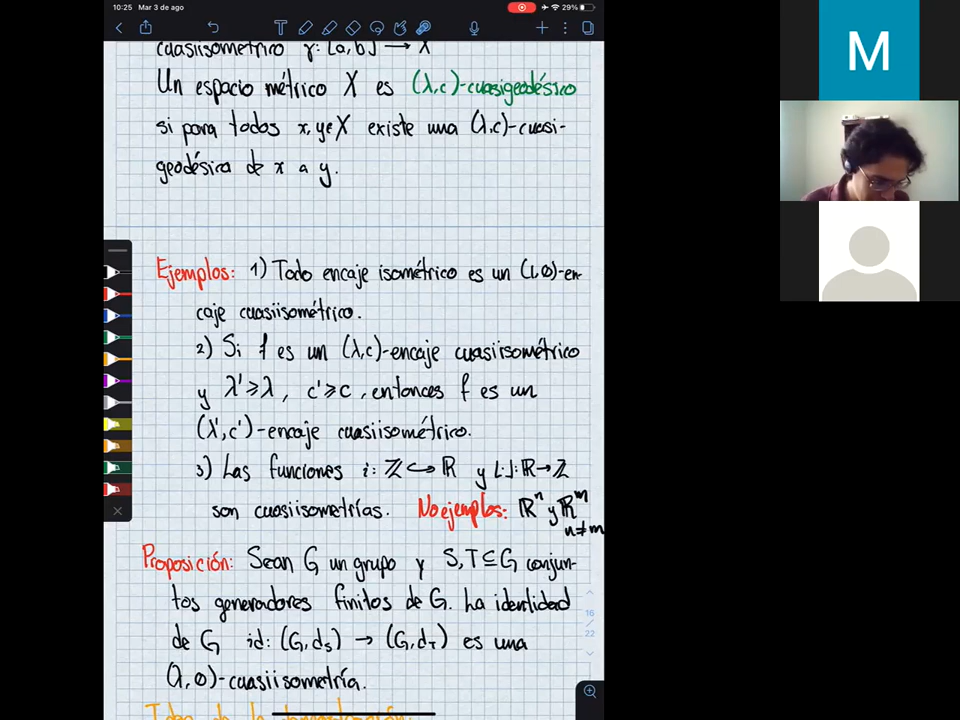 10:25 Mar 3 de ago
29%
cuasiisométrico γ: [a,b] → X
Un espacio métrico X es (λ,c)-cuasigeodésico
si para todos x,y∈X existe una (λ,c)-cuasi-
geodésica de x a y.
Ejemplos: 1) Todo encaje isométrico es un (1,0)-en-
caje cuasiisométrico.
2) Si f es un (λ,c)-encaje cuasiisométrico
y λ'≥λ, c'≥c, entonces f es un
(λ',c')-encaje cuasiisométrico.
3) Las funciones i: ℤ ↪ ℝ y ⌊·⌋: ℝ→ℤ
son cuasiisometrías. No ejemplos: ℝⁿ y ℝᵐ
n≠m
Proposición: Sean G un grupo y S,T⊆G conjun-
tos generadores finitos de G. La identidad
de G id: (G,d_S) → (G,d_T) es una
(λ,0)-cuasiisometría.
16
/
22
M